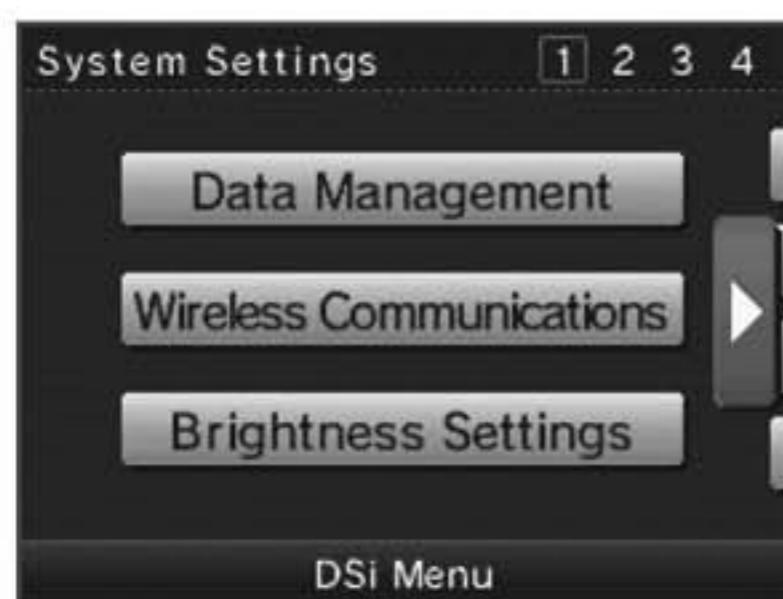 System Settings 1 2 3 4
Data Management
Wireless Communications
Brightness Settings
DSi Menu